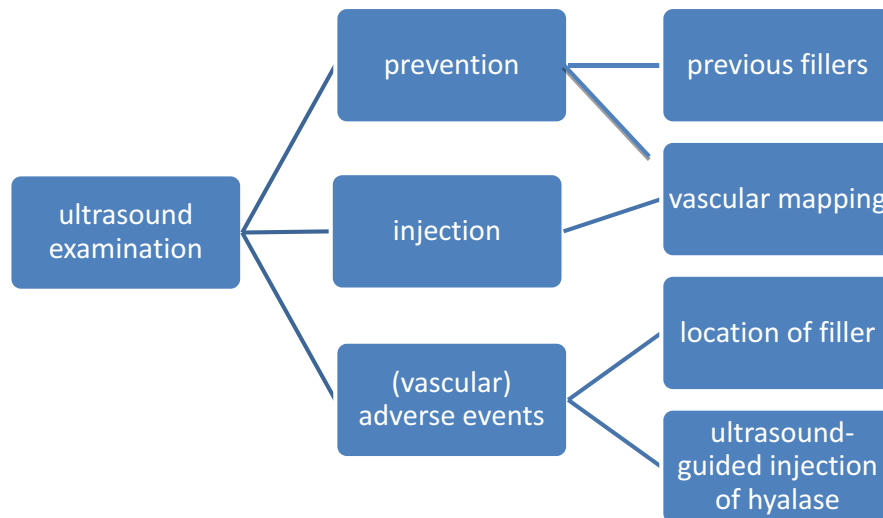 ultrasound
examination
prevention
injection
(vascular)
adverse events
previous fillers
vascular mapping
location of filler
ultrasound-
guided injection
of hyalase